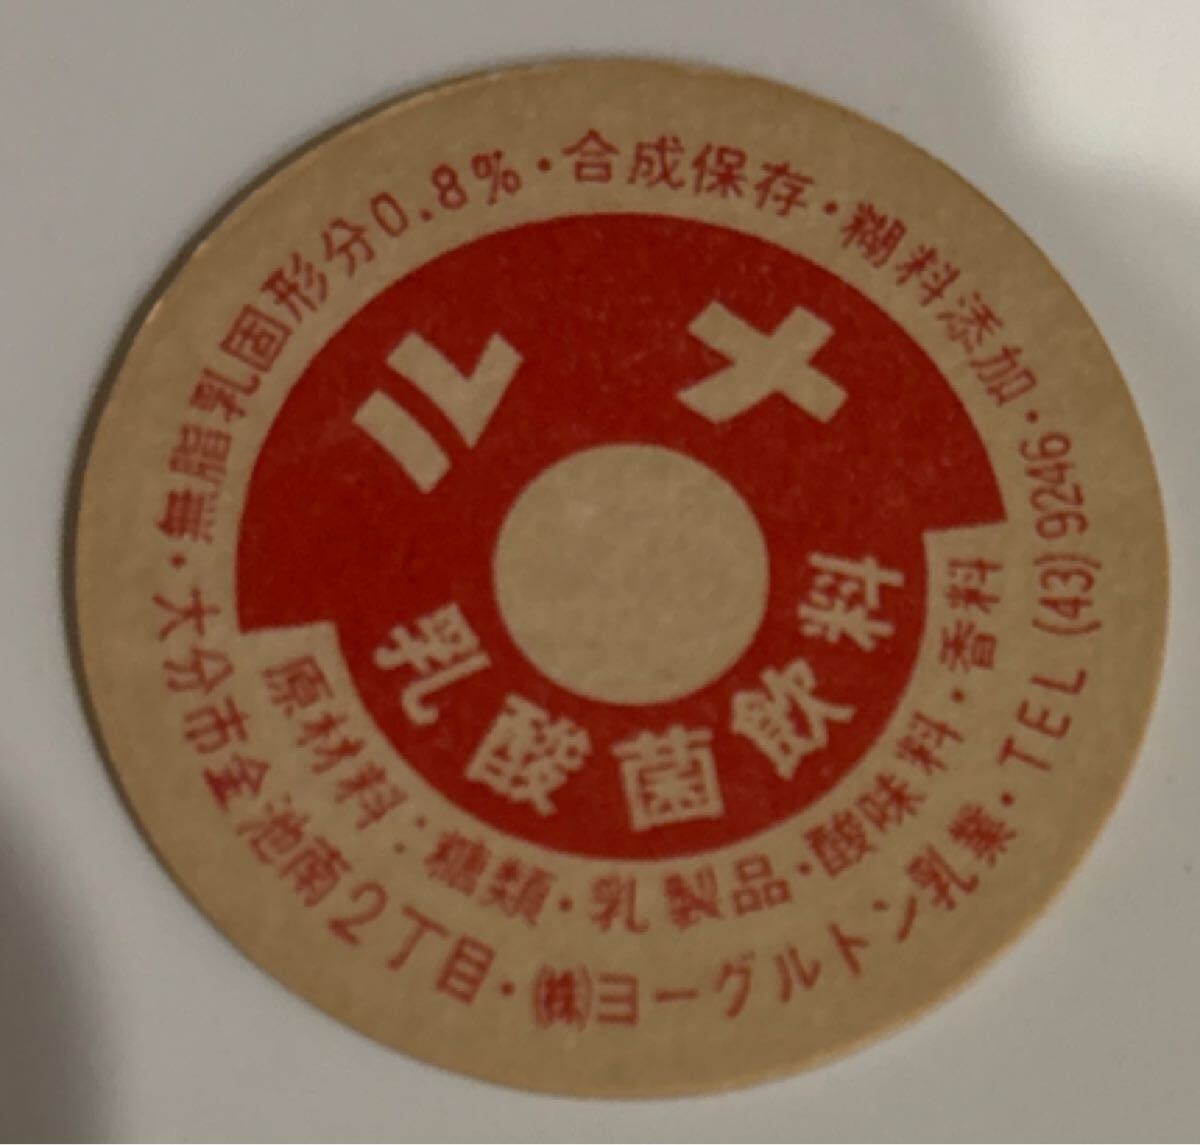 無脂乳固形分0.8%・合成保存・糊料添加・
ルメ
乳酸菌飲料
原材料:糖類・乳製品・酸味料・香料
大分市金池南2丁目・㈱ヨーグルトン乳業・TEL(43)9246